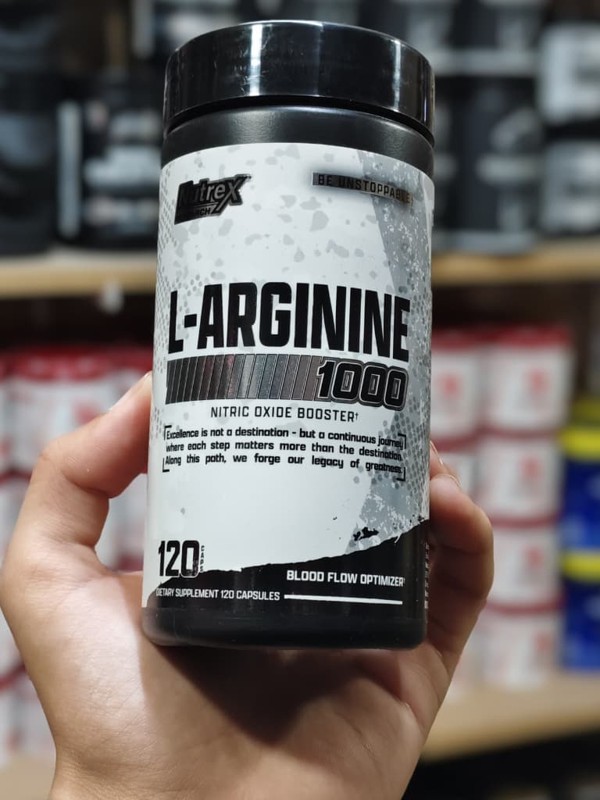 Nutrex
BE UNSTOPPABLE
L-ARGININE
1000
NITRIC OXIDE BOOSTER†
Excellence is not a destination - but a continuous journey,
where each step matters more than the destination.
Along this path, we forge our legacy of greatness.
120
CAPS
BLOOD FLOW OPTIMIZER†
DIETARY SUPPLEMENT 120 CAPSULES